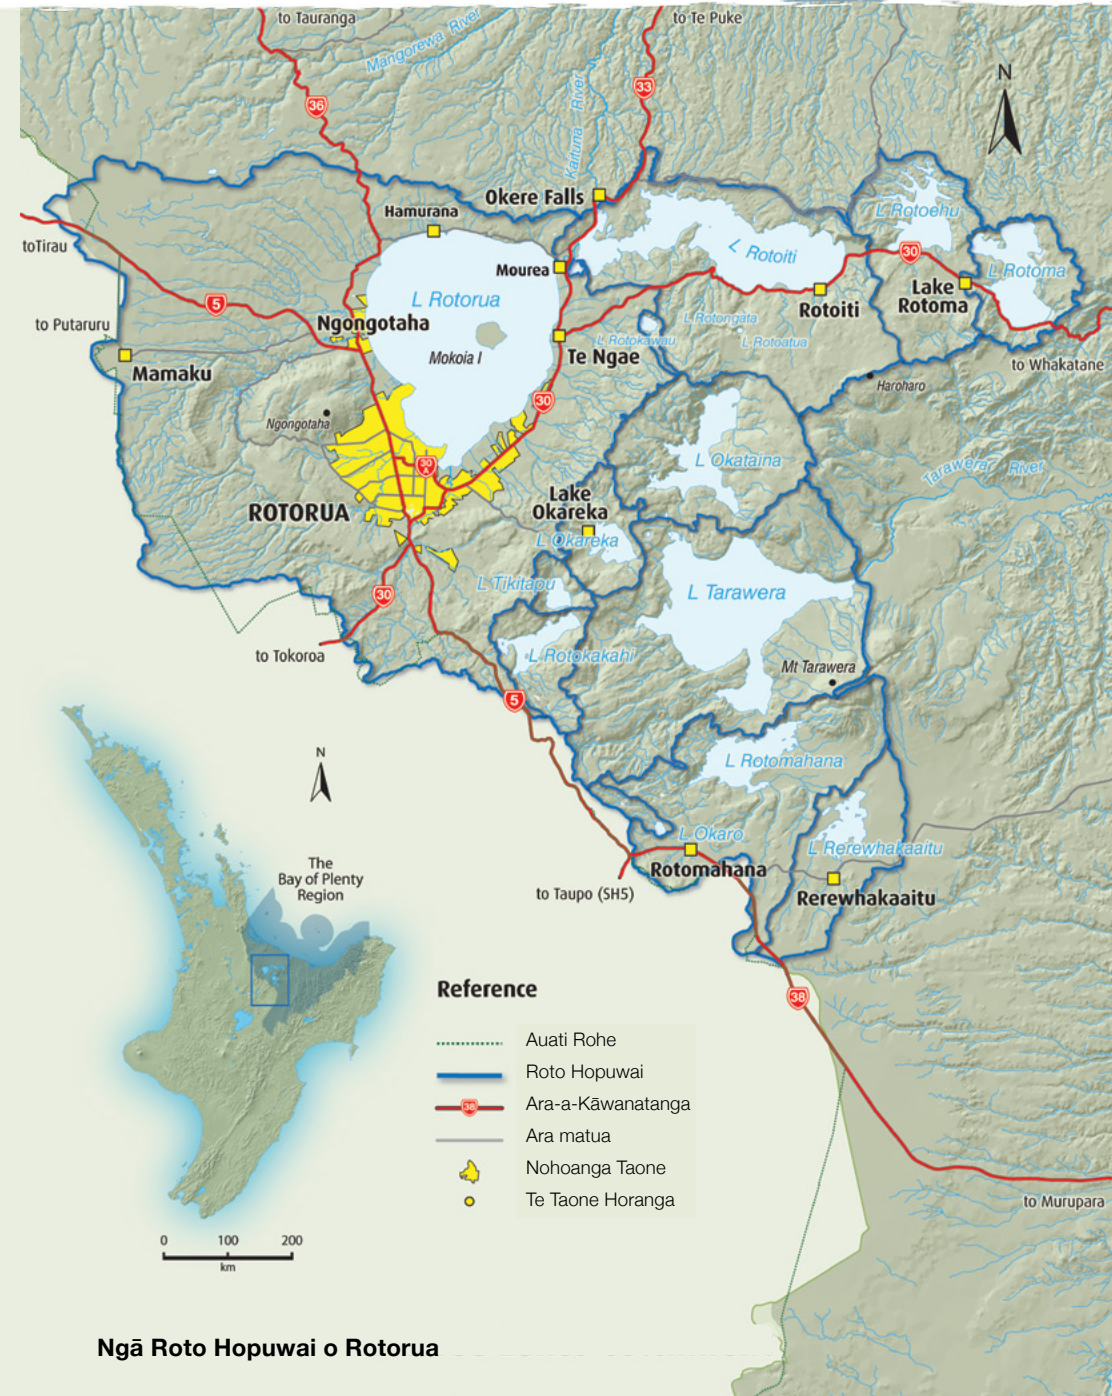 to Tauranga
to Te Puke
Mangorewa River
33
36
N
Kaituna River
Okere Falls
Hamurana
L Rotoehu
toTirau
Mourea
L Rotoiti
30
L Rotoma
Lake
Rotoma
5
L Rotorua
Rotoiti
to Putaruru
Ngongotaha
L Rotongata
L Rotokawau
L Rotoatua
Mokoia I
Te Ngae
to Whakatane
Mamaku
Haroharo
30
Ngongotaha
30
A
L Okataina
Tarawera River
ROTORUA
Lake
Okareka
L Okareka
L Tikitapu
L Tarawera
30
to Tokoroa
L Rotokakahi
Mt Tarawera
5
L Rotomahana
N
L Okaro
L Rerewhakaaitu
Rotomahana
The
Bay of Plenty
Region
to Taupo (SH5)
Rerewhakaaitu
38
Reference
Auati Rohe
Roto Hopuwai
38
Ara-a-Kāwanatanga
Ara matua
Nohoanga Taone
Te Taone Horanga
to Murupara
0 100 200
km
Ngā Roto Hopuwai o Rotorua